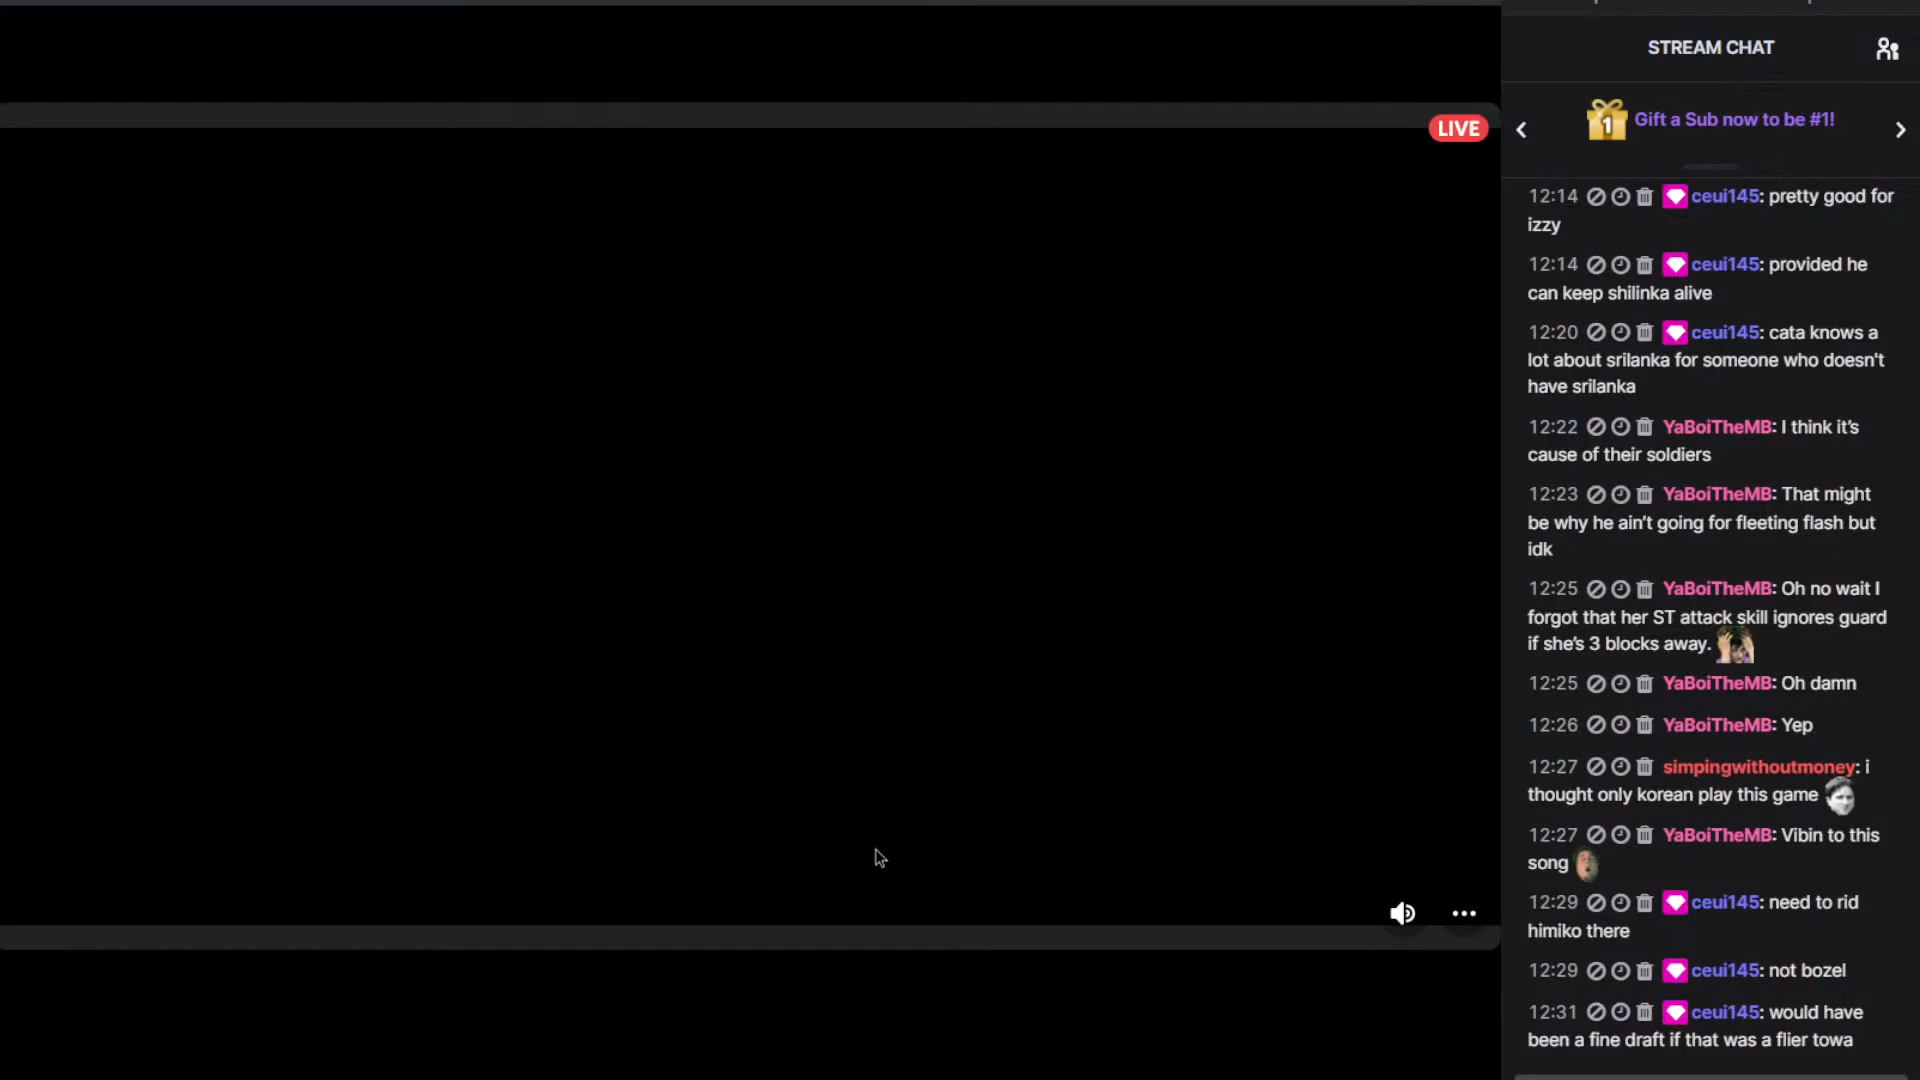 STREAM CHAT
1
Gift a Sub now to be #1!
LIVE
12:14 ceui145: pretty good for
izzy
12:14 ceui145: provided he
can keep shilinka alive
12:20 ceui145: cata knows a
lot about srilanka for someone who doesn't
have srilanka
12:22 YaBoiTheMB: I think it's
cause of their soldiers
12:23 YaBoiTheMB: That might
be why he ain't going for fleeting flash but
idk
12:25 YaBoiTheMB: Oh no wait I
forgot that her ST attack skill ignores guard
if she's 3 blocks away.
12:25 YaBoiTheMB: Oh damn
12:26 YaBoiTheMB: Yep
12:27 simpingwithoutmoney: i
thought only korean play this game
12:27 YaBoiTheMB: Vibin to this
song
12:29 ceui145: need to rid
himiko there
12:29 ceui145: not bozel
12:31 ceui145: would have
been a fine draft if that was a flier towa